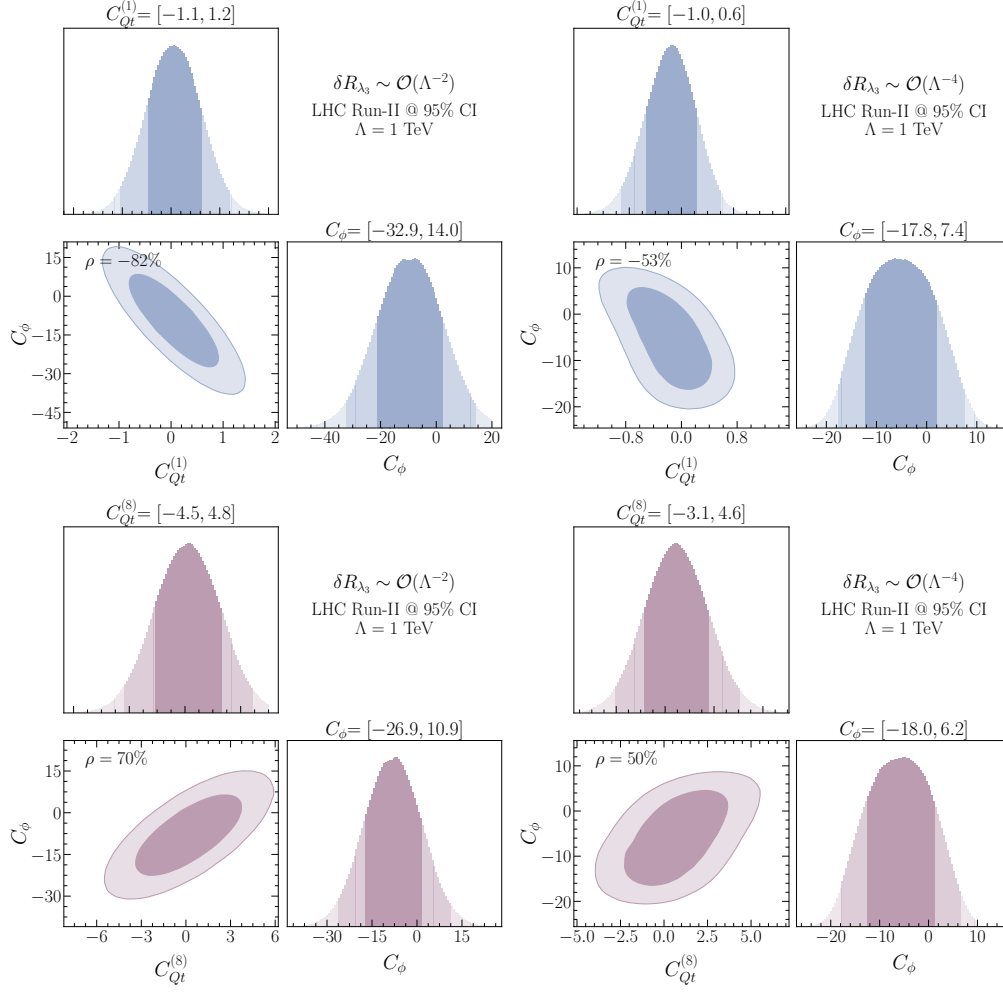 C_{Qt}^{(1)} = [−1.1, 1.2]
δR_{λ_3} ∼ 𝒪(Λ^{−2})
LHC Run-II @ 95% CI
Λ = 1 TeV
C_ϕ = [−32.9, 14.0]
ρ = −82%
15
0
−15
−30
−45
C_ϕ
−2 −1 0 1 2
C_{Qt}^{(1)}
−40 −20 0 20
C_ϕ
C_{Qt}^{(1)} = [−1.0, 0.6]
δR_{λ_3} ∼ 𝒪(Λ^{−4})
LHC Run-II @ 95% CI
Λ = 1 TeV
C_ϕ = [−17.8, 7.4]
ρ = −53%
10
0
−10
−20
C_ϕ
−0.8 0.0 0.8
C_{Qt}^{(1)}
−20 −10 0 10
C_ϕ
C_{Qt}^{(8)} = [−4.5, 4.8]
δR_{λ_3} ∼ 𝒪(Λ^{−2})
LHC Run-II @ 95% CI
Λ = 1 TeV
C_ϕ = [−26.9, 10.9]
ρ = 70%
15
0
−15
−30
C_ϕ
−6 −3 0 3 6
C_{Qt}^{(8)}
−30 −15 0 15
C_ϕ
C_{Qt}^{(8)} = [−3.1, 4.6]
δR_{λ_3} ∼ 𝒪(Λ^{−4})
LHC Run-II @ 95% CI
Λ = 1 TeV
C_ϕ = [−18.0, 6.2]
ρ = 50%
10
0
−10
−20
C_ϕ
−5.0 −2.5 0.0 2.5 5.0
C_{Qt}^{(8)}
−20 −10 0 10
C_ϕ